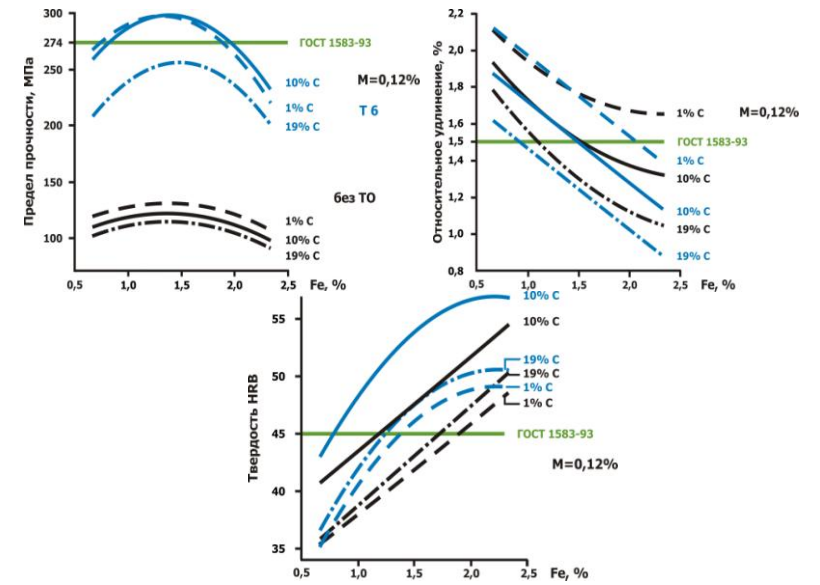 Предел прочности, МПа
300
274
250
200
150
100
ГОСТ 1583-93
10% С
М=0,12%
1% С
Т 6
19% С
без ТО
1% С
10% С
19% С
0,5
1,0
1,5
2,0
2,5
Fe, %
Относительное удлинение, %
2,2
2,0
1,8
1,6
1,5
1,4
1,2
1,0
0,8
1% С
М=0,12%
ГОСТ 1583-93
1% С
10% С
10% С
19% С
19% С
0,5
1,0
1,5
2,0
2,5
Fe, %
Твердость HRB
55
50
45
40
35
10% С
10% С
19% С
19% С
1% С
1% С
ГОСТ 1583-93
М=0,12%
0,5
1,0
1,5
2,0
2,5
Fe, %